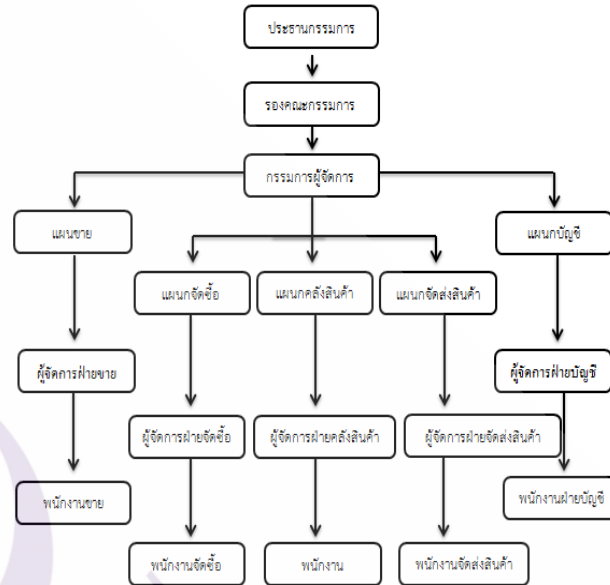 ประธานกรรมการ
รองคณะกรรมการ
กรรมการผู้จัดการ
แผนขาย
แผนกบัญชี
แผนกจัดซื้อ
แผนกคลังสินค้า
แผนกจัดส่งสินค้า
ผู้จัดการฝ่ายขาย
ผู้จัดการฝ่ายบัญชี
ผู้จัดการฝ่ายจัดซื้อ
ผู้จัดการฝ่ายคลังสินค้า
ผู้จัดการฝ่ายจัดส่งสินค้า
พนักงานขาย
พนักงานฝ่ายบัญชี
พนักงานจัดซื้อ
พนักงาน
พนักงานจัดส่งสินค้า